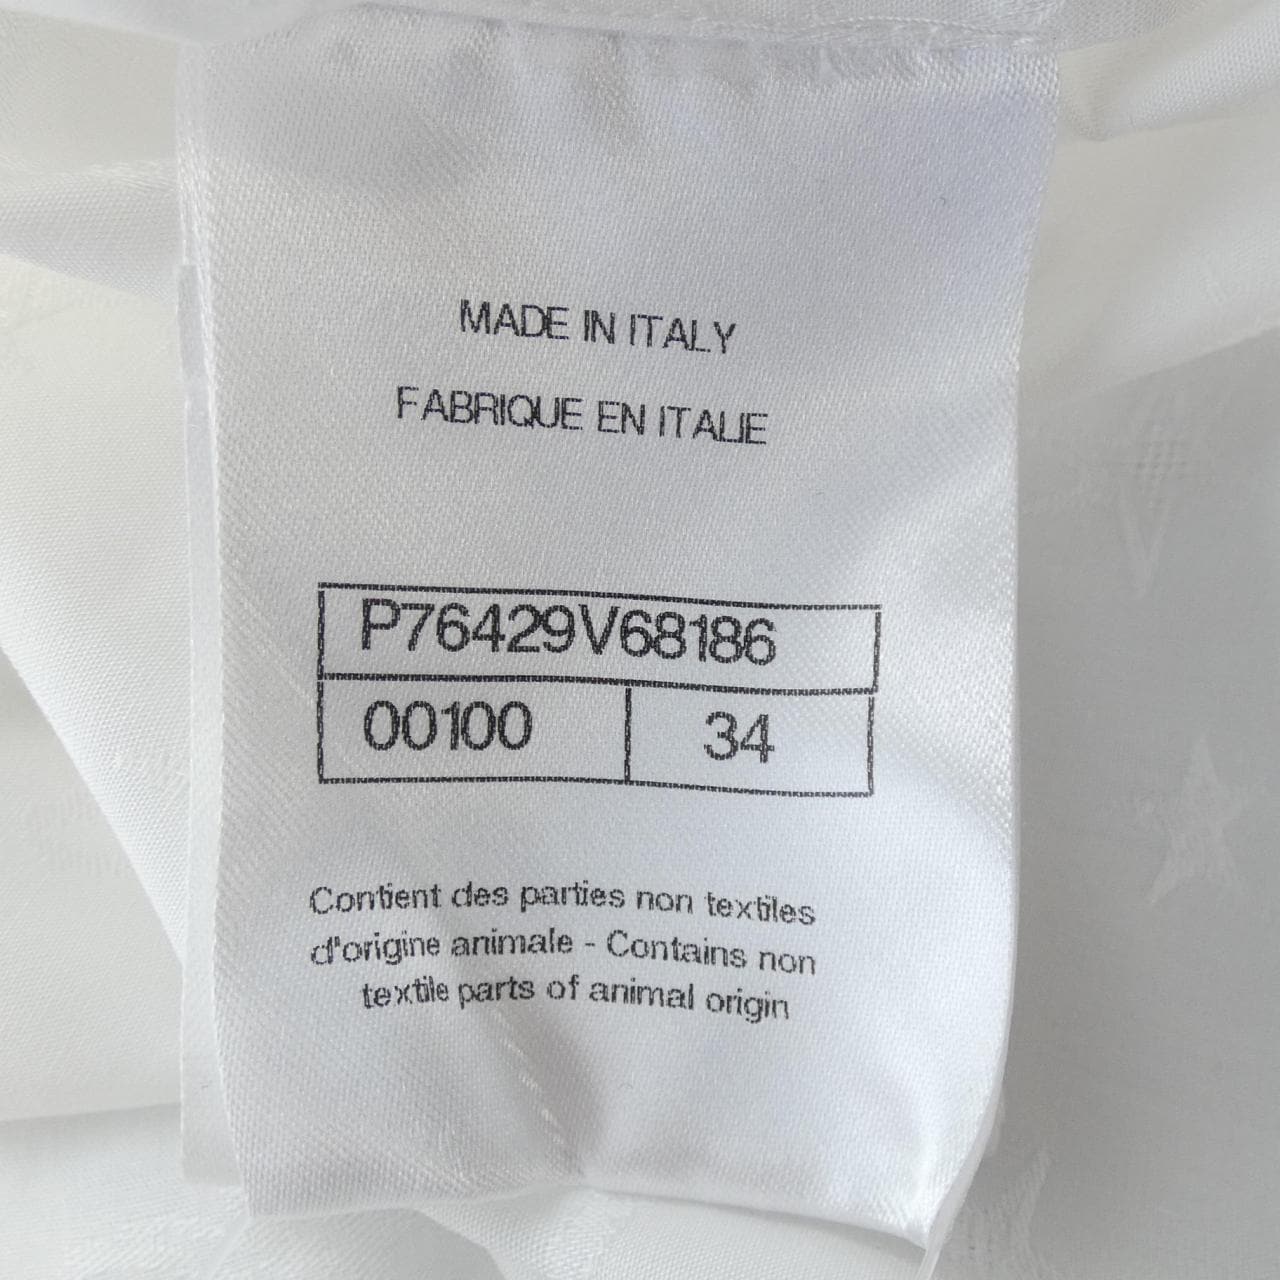 MADE IN ITALY
FABRIQUE EN ITALIE
P76429V68186
00100 34
Contient des parties non textiles
d'origine animale - Contains non
textile parts of animal origin